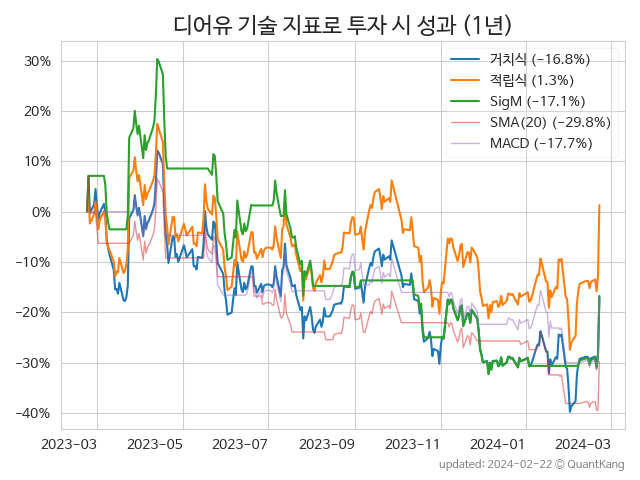 디어유 기술 지표로 투자 시 성과 (1년)
30%
20%
10%
0%
−10%
−20%
−30%
−40%
거치식 (−16.8%)
적립식 (1.3%)
SigM (−17.1%)
SMA(20) (−29.8%)
MACD (−17.7%)
2023-03 2023-05 2023-07 2023-09 2023-11 2024-01 2024-03
updated: 2024-02-22 © QuantKang